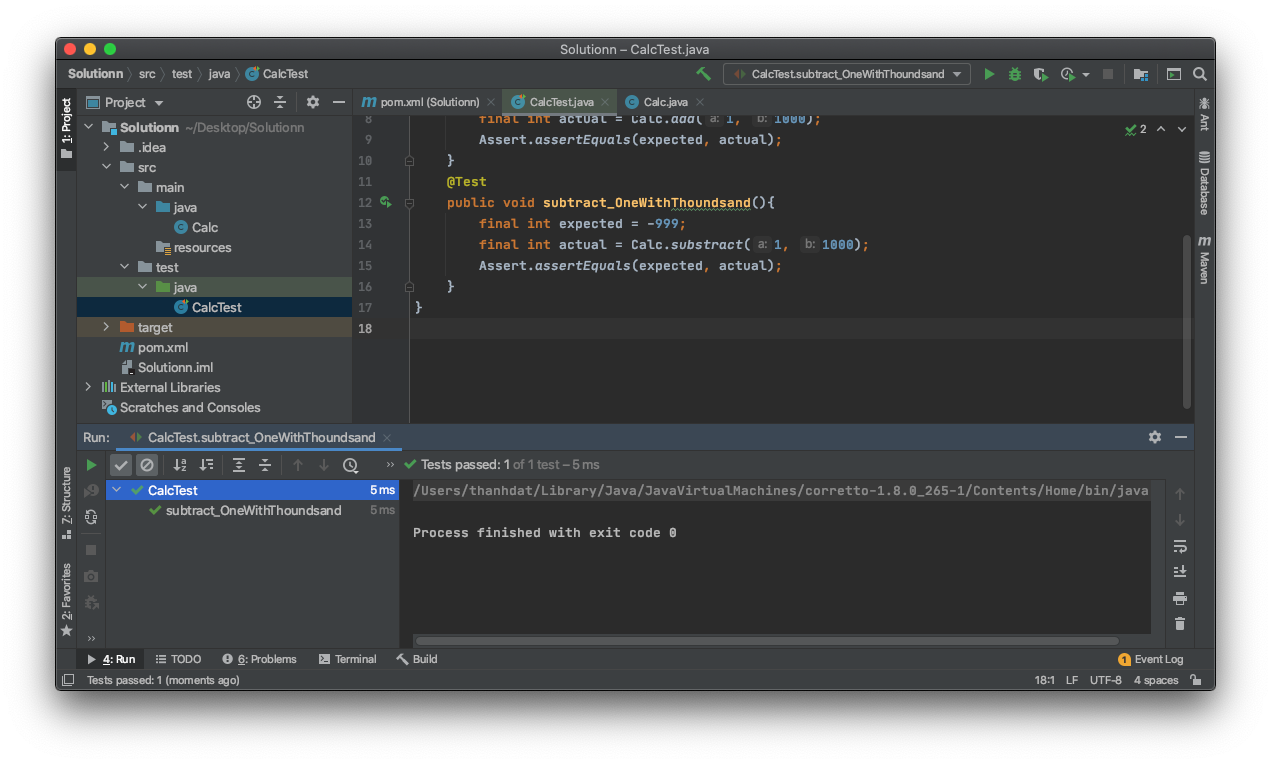 Solutionn – CalcTest.java
Solutionn src test java CalcTest CalcTest.subtract_OneWithThoundsand
1: Project
Project pom.xml (Solutionn) CalcTest.java Calc.java
Solutionn ~/Desktop/Solutionn
.idea
src
main
java
Calc
resources
test
java
CalcTest
target
pom.xml
Solutionn.iml
External Libraries
Scratches and Consoles
8 final int actual = Calc.add( a: 1, b: 1000);
9 Assert.assertEquals(expected, actual);
10 }
11 @Test
12 public void subtract_OneWithThoundsand(){
13 final int expected = -999;
14 final int actual = Calc.substract( a: 1, b: 1000);
15 Assert.assertEquals(expected, actual);
16 }
17 }
18
2
Ant
Database
m Maven
Run: CalcTest.subtract_OneWithThoundsand
Tests passed: 1 of 1 test – 5 ms
CalcTest 5 ms
subtract_OneWithThoundsand 5 ms
/Users/thanhdat/Library/Java/JavaVirtualMachines/corretto-1.8.0_265-1/Contents/Home/bin/java
Process finished with exit code 0
Z: Structure
2: Favorites
4: Run TODO 6: Problems Terminal Build 1 Event Log
Tests passed: 1 (moments ago) 18:1 LF UTF-8 4 spaces